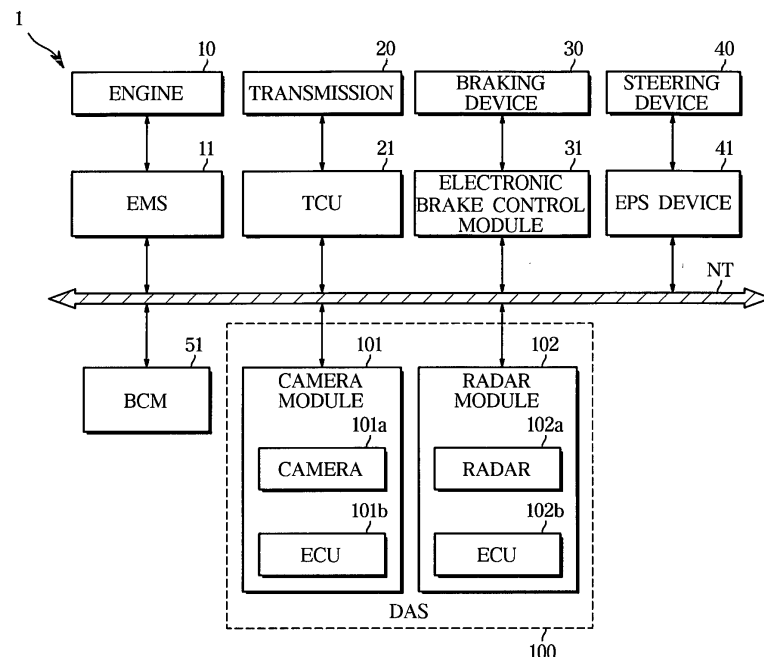 1
10
20
30
40
ENGINE
TRANSMISSION
BRAKING
DEVICE
STEERING
DEVICE
11
21
31
41
EMS
TCU
ELECTRONIC
BRAKE CONTROL
MODULE
EPS DEVICE
NT
51
101
102
BCM
CAMERA
MODULE
RADAR
MODULE
101a
102a
CAMERA
RADAR
101b
102b
ECU
ECU
DAS
100